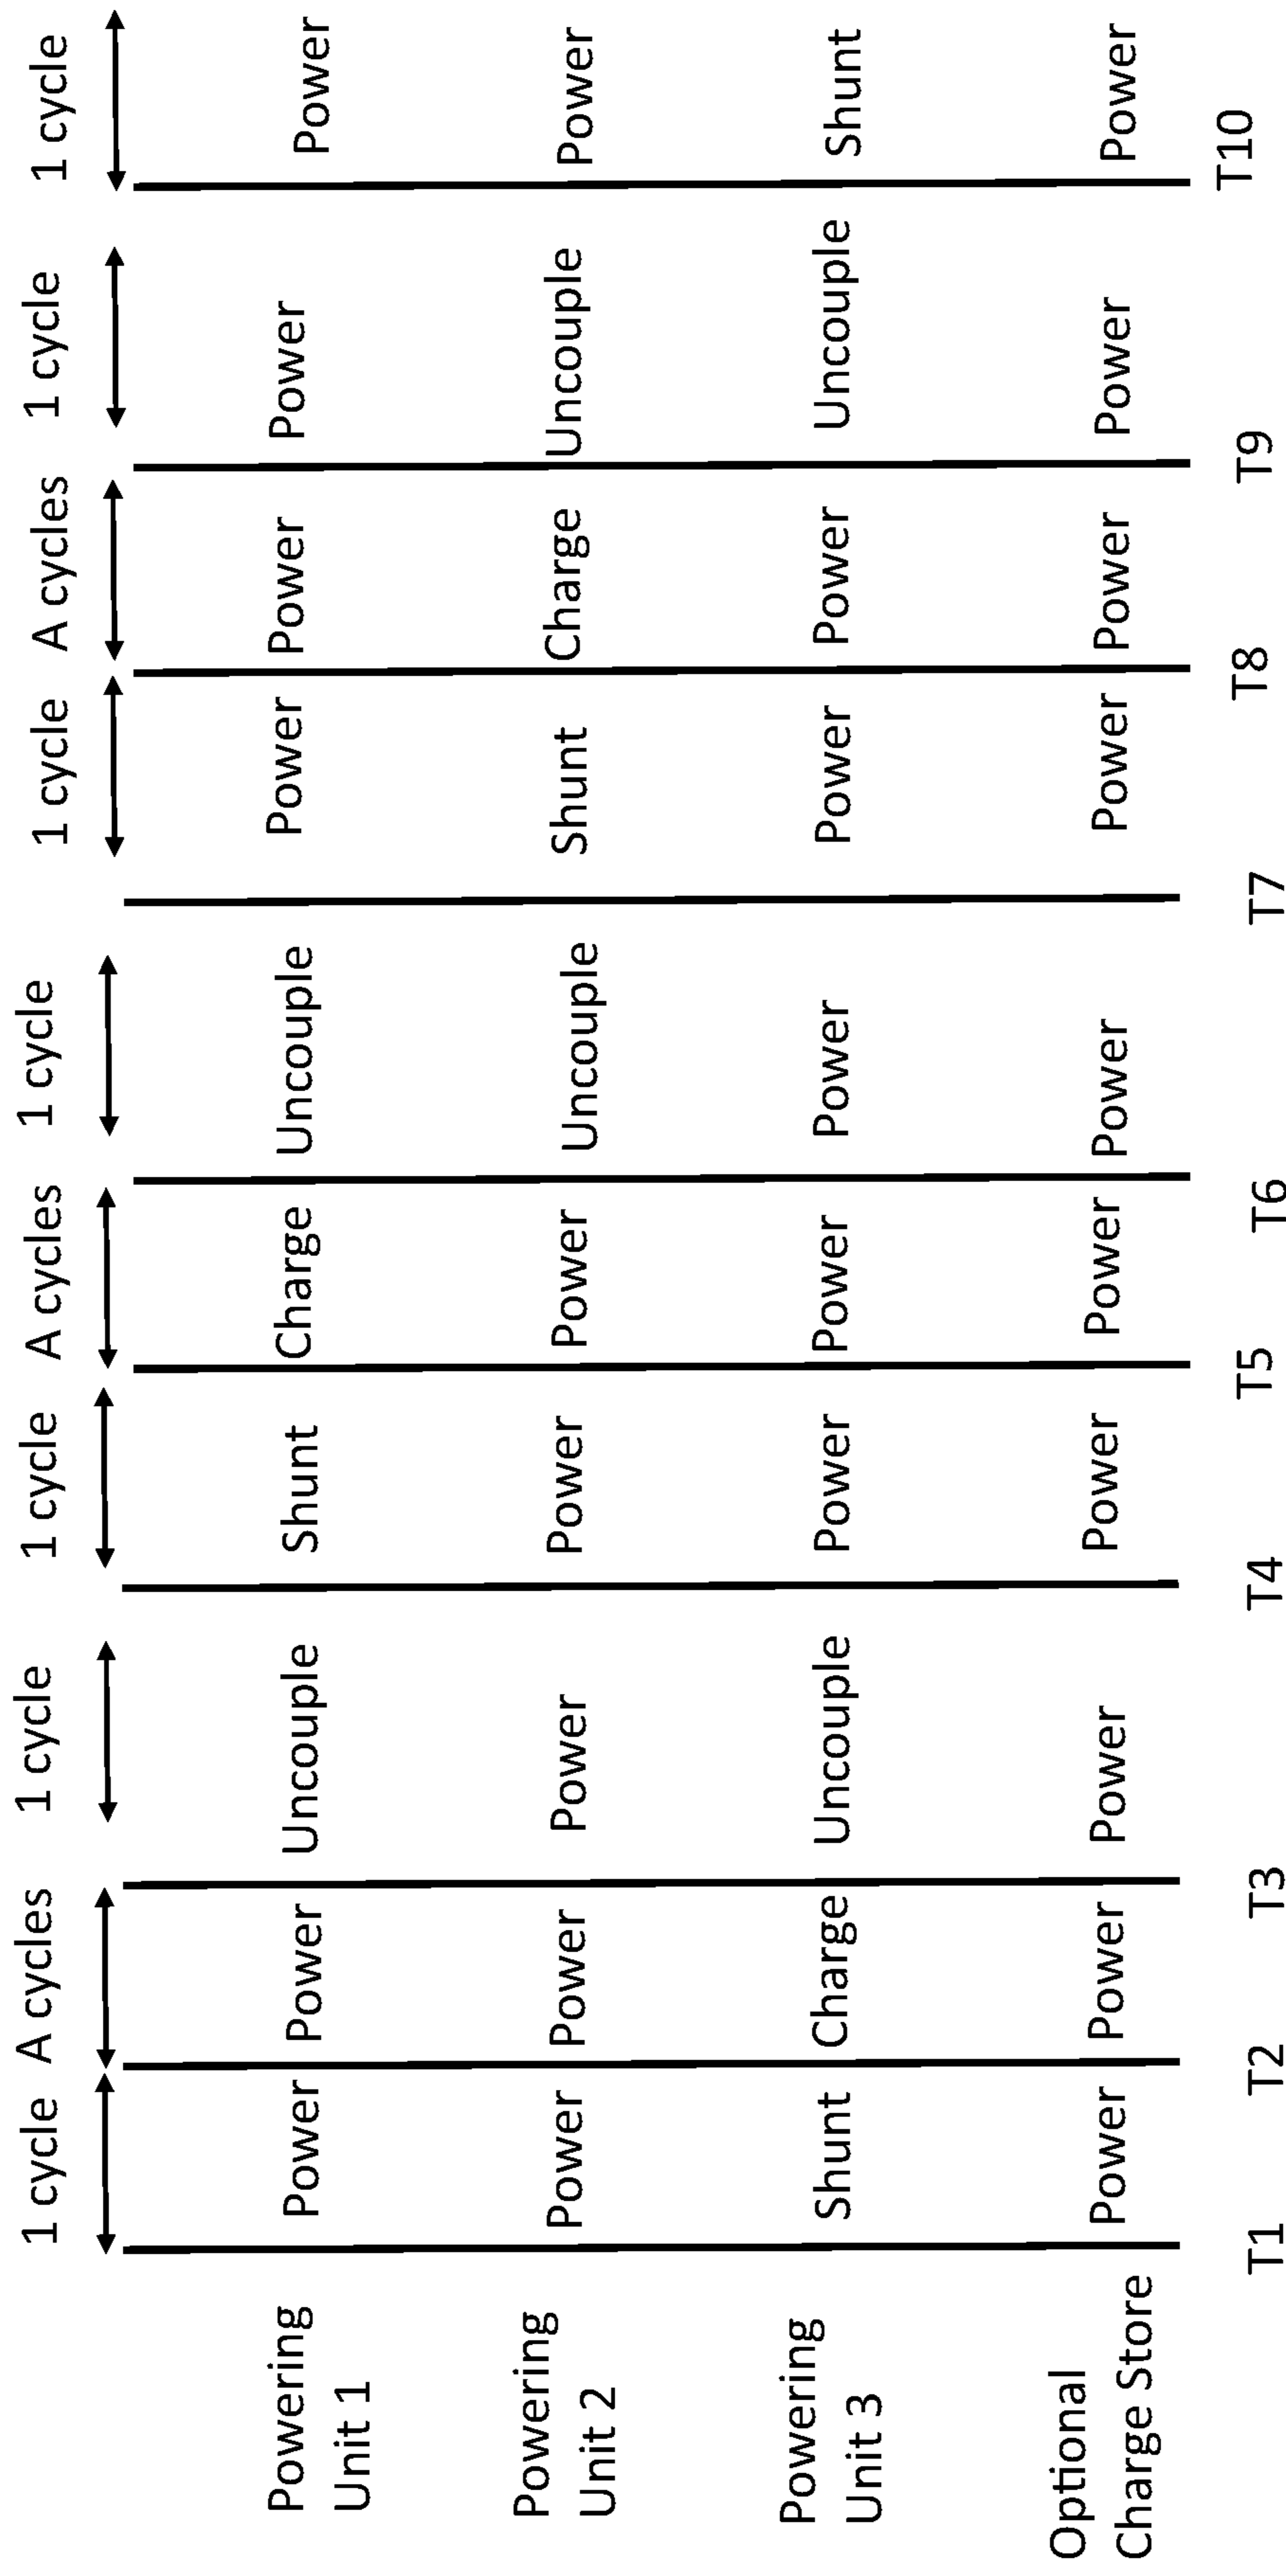 1 cycle A cycles 1 cycle 1 cycle A cycles 1 cycle 1 cycle A cycles 1 cycle 1 cycle
Powering
Unit 1
Power Power Uncouple Shunt Charge Uncouple Power Power Power Power
Powering
Unit 2
Power Power Power Power Power Uncouple Shunt Charge Uncouple Power
Powering
Unit 3
Shunt Charge Uncouple Power Power Power Power Power Uncouple Shunt
Optional
Charge Store
Power Power Power Power Power Power Power Power Power Power
T1 T2 T3 T4 T5 T6 T7 T8 T9 T10